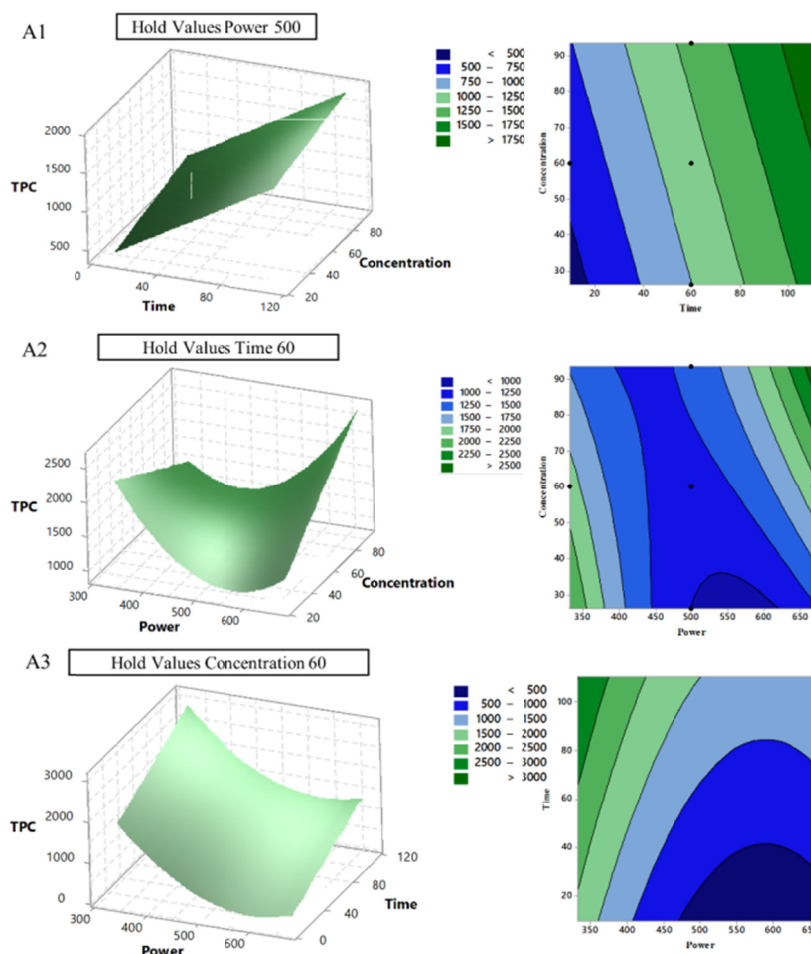 A1
Hold Values Power 500
TPC
2000
1500
1000
500
0
40
80
120
Time
20
40
60
80
Concentration
< 500
500 – 750
750 – 1000
1000 – 1250
1250 – 1500
1500 – 1750
> 1750
Concentration
90
80
70
60
50
40
30
20
40
60
80
100
Time
A2
Hold Values Time 60
TPC
2500
2000
1500
1000
300
400
500
600
Power
20
40
60
80
Concentration
< 1000
1000 – 1250
1250 – 1500
1500 – 1750
1750 – 2000
2000 – 2250
2250 – 2500
> 2500
Concentration
90
80
70
60
50
40
30
350
400
450
500
550
600
650
Power
A3
Hold Values Concentration 60
TPC
3000
2000
1000
0
300
400
500
600
Power
0
40
80
120
Time
< 500
500 – 1000
1000 – 1500
1500 – 2000
2000 – 2500
2500 – 3000
> 3000
Time
100
80
60
40
20
350
400
450
500
550
600
650
Power